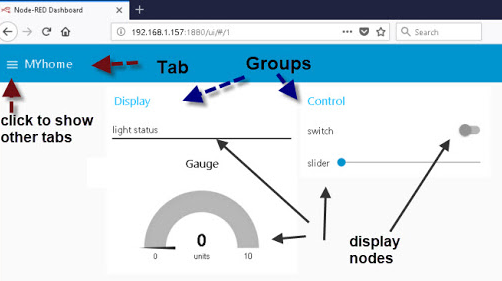 Node-RED Dashboard
192.168.1.157:1880/ui/#/1
Search
MYhome
Tab
Groups
click to show
other tabs
Display
light status
Gauge
0
units
0
10
Control
switch
slider
display
nodes